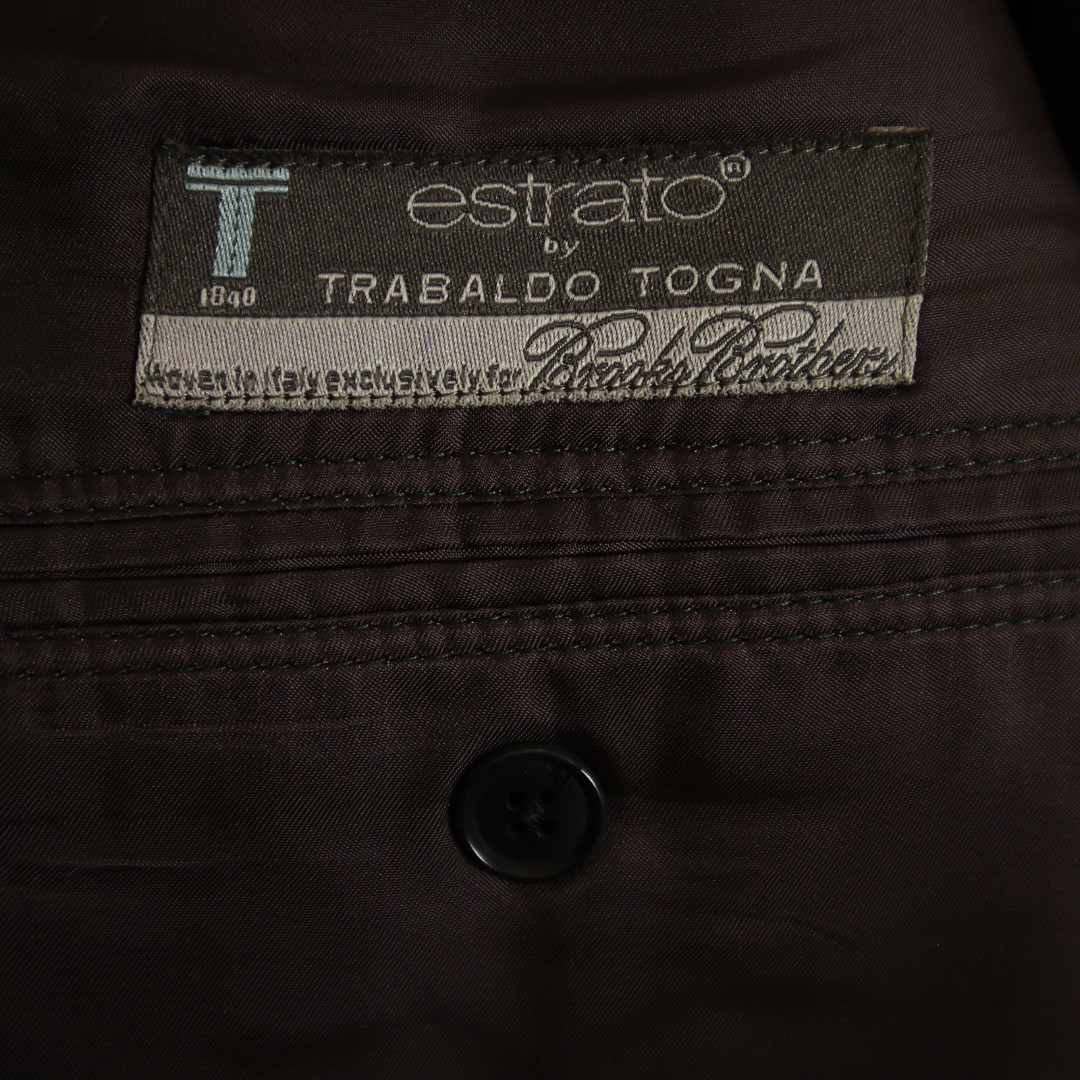 T
1840
estrato®
by
TRABALDO TOGNA
Woven in Italy exclusively for Brooks Brothers